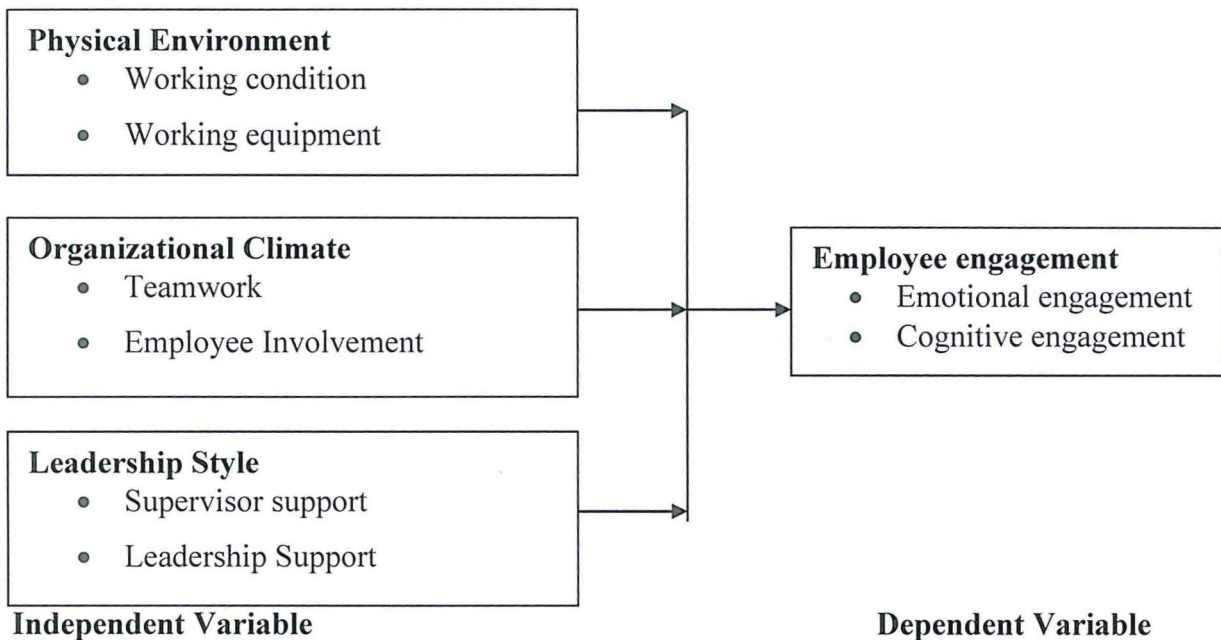 Physical Environment
• Working condition
• Working equipment
Organizational Climate
• Teamwork
• Employee Involvement
Employee engagement
• Emotional engagement
• Cognitive engagement
Leadership Style
• Supervisor support
• Leadership Support
Independent Variable
Dependent Variable